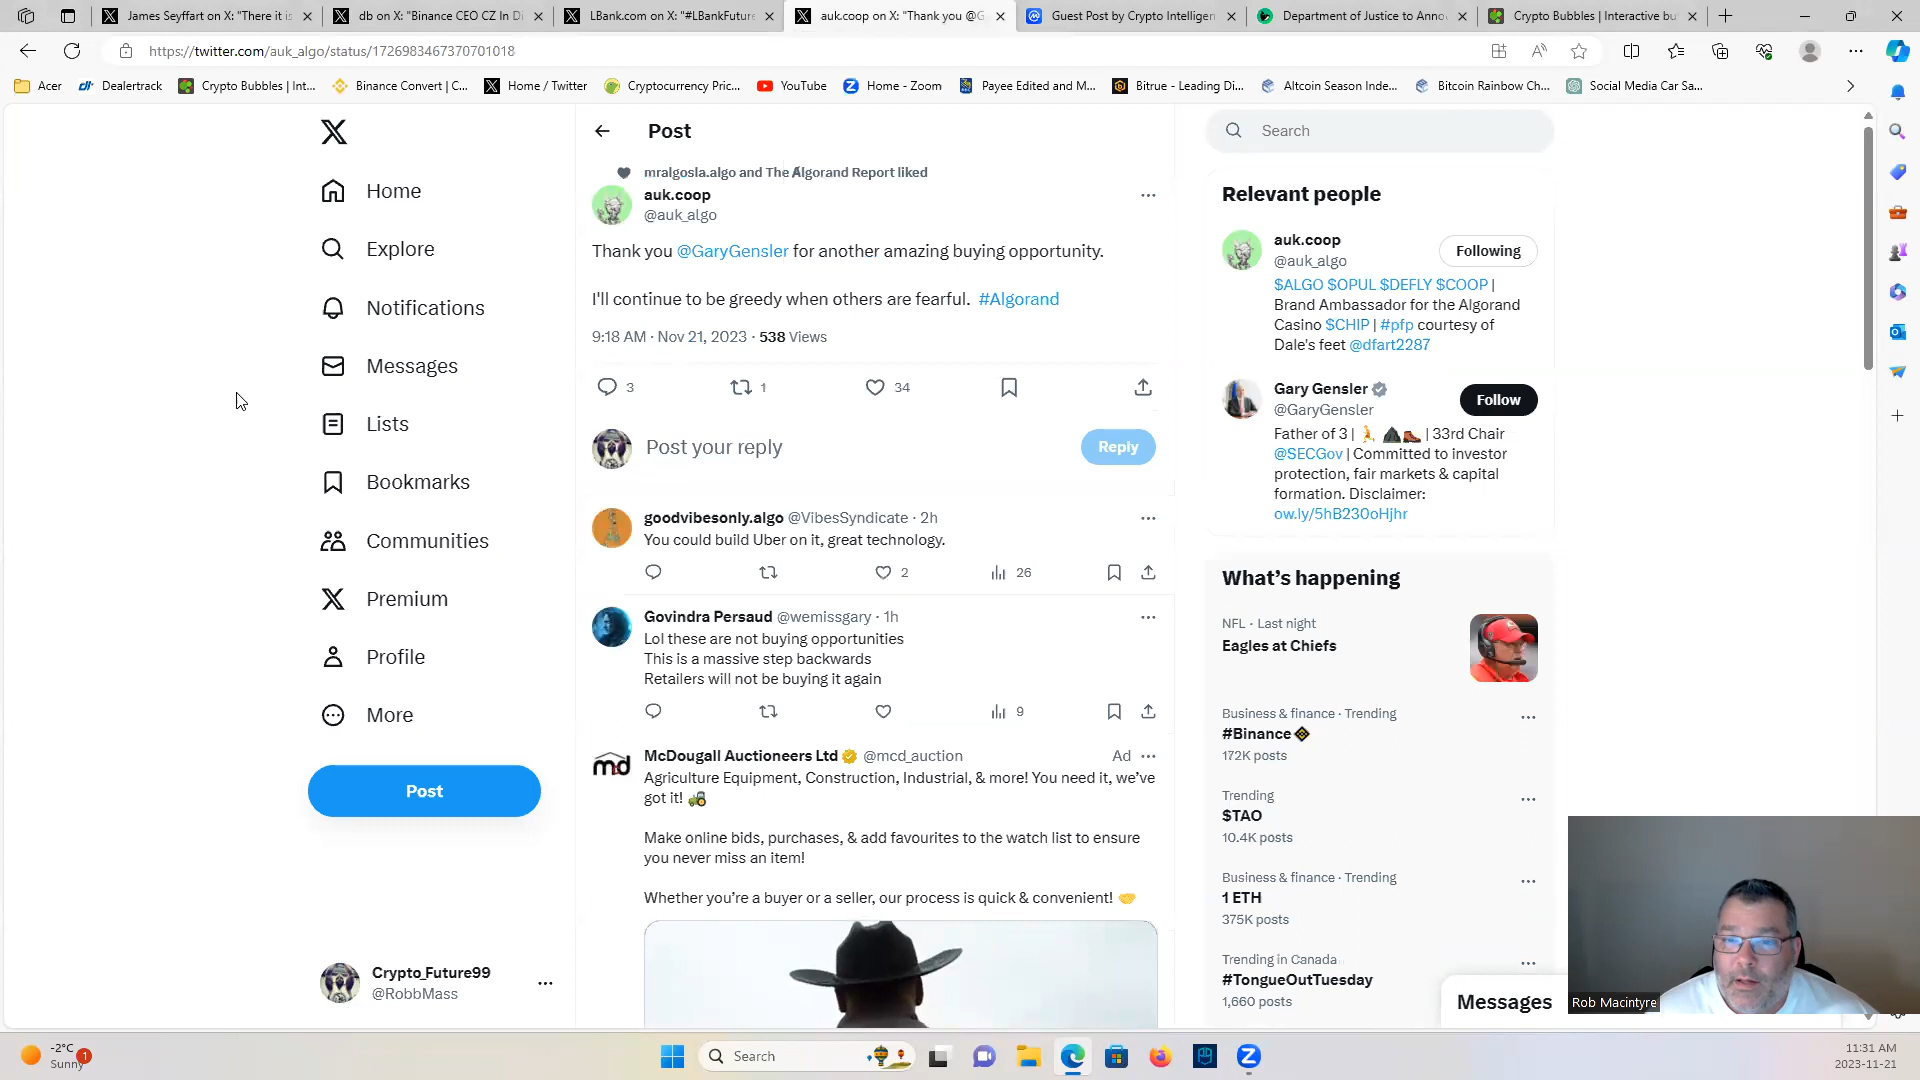 James Seyffart on X: "There it is
db on X: "Binance CEO CZ In Di
LBank.com on X: "#LBankFuture
auk.coop on X: "Thank you @G
Guest Post by Crypto Intelligen
Department of Justice to Anno
Crypto Bubbles | Interactive bu
https://twitter.com/auk_algo/status/1726983467370701018
Acer
Dealertrack
Crypto Bubbles | Int...
Binance Convert | C...
Home / Twitter
Cryptocurrency Pric...
YouTube
Home - Zoom
Payee Edited and M...
Bitrue - Leading Di...
Altcoin Season Inde...
Bitcoin Rainbow Ch...
Social Media Car Sa...
Home
Explore
Notifications
Messages
Lists
Bookmarks
Communities
Premium
Profile
More
Post
Crypto_Future99
@RobbMass
Post
mralgosla.algo and The Algorand Report liked
auk.coop
@auk_algo
Thank you @GaryGensler for another amazing buying opportunity.
I'll continue to be greedy when others are fearful. #Algorand
9:18 AM · Nov 21, 2023 · 538 Views
3
1
34
Post your reply
Reply
goodvibesonly.algo @VibesSyndicate · 2h
You could build Uber on it, great technology.
2
26
Govindra Persaud @wemissgary · 1h
Lol these are not buying opportunities
This is a massive step backwards
Retailers will not be buying it again
9
md
McDougall Auctioneers Ltd @mcd_auction Ad
Agriculture Equipment, Construction, Industrial, & more! You need it, we've
got it!
Make online bids, purchases, & add favourites to the watch list to ensure
you never miss an item!
Whether you're a buyer or a seller, our process is quick & convenient!
Search
Relevant people
auk.coop
@auk_algo
Following
$ALGO $OPUL $DEFLY $COOP |
Brand Ambassador for the Algorand
Casino $CHIP | #pfp courtesy of
Dale's feet @dfart2287
Gary Gensler
@GaryGensler
Follow
Father of 3 | | 33rd Chair
@SECGov | Committed to investor
protection, fair markets & capital
formation. Disclaimer:
ow.ly/5hB230oHjhr
What's happening
NFL · Last night
Eagles at Chiefs
Business & finance · Trending
#Binance
172K posts
Trending
$TAO
10.4K posts
Business & finance · Trending
1 ETH
375K posts
Trending in Canada
#TongueOutTuesday
1,660 posts
Messages
Rob Macintyre
-2°C
Sunny
1
Search
11:31 AM
2023-11-21